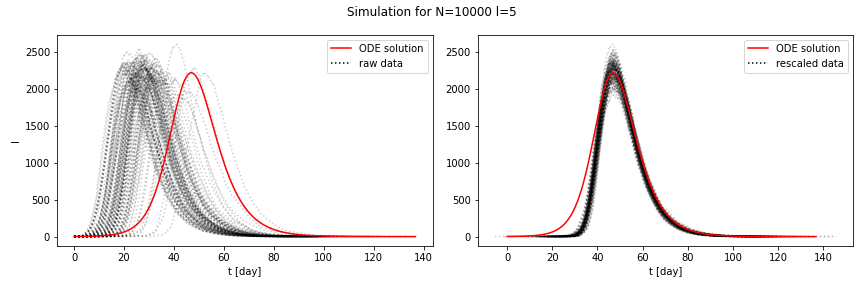 Simulation for N=10000 l=5
ODE solution
raw data
2500
2000
1500
1000
500
0
I
0 20 40 60 80 100 120 140
t [day]
ODE solution
rescaled data
2500
2000
1500
1000
500
0
0 20 40 60 80 100 120 140
t [day]